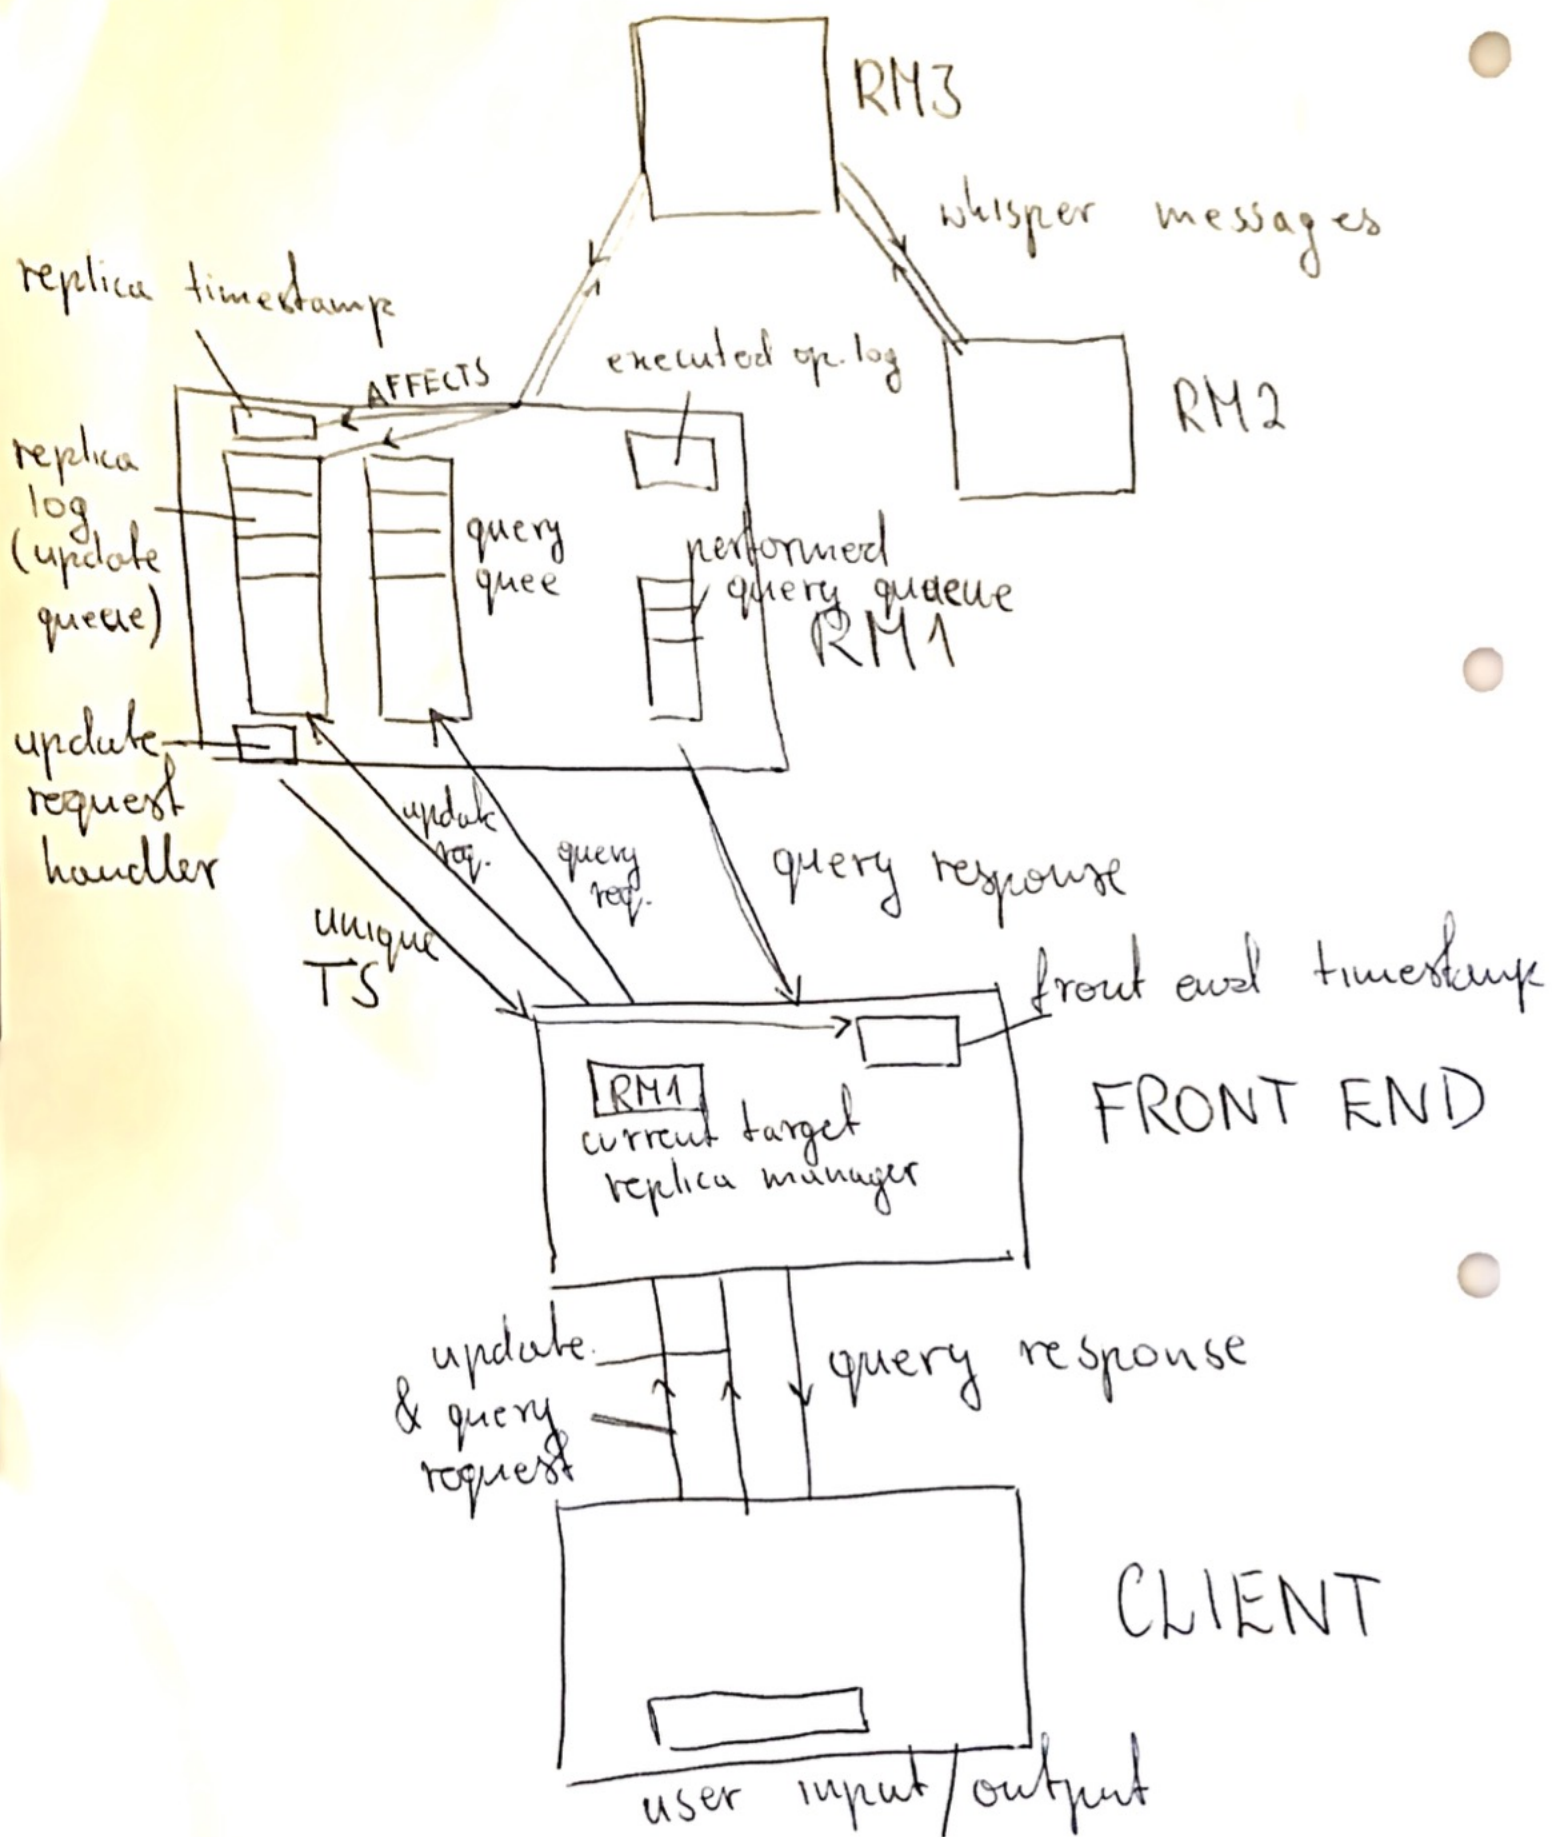 RM3
whisper messages
replica timestamp
executed op. log
AFFECTS
RM2
replica
log
(update
queue)
query
quee
performed
query quaeue
RM1
update
request
handler
update
req.
query
req.
query response
unique
TS
front end timestamp
RM1
current target
replica manager
FRONT END
update
& query
request
query response
CLIENT
user input/output